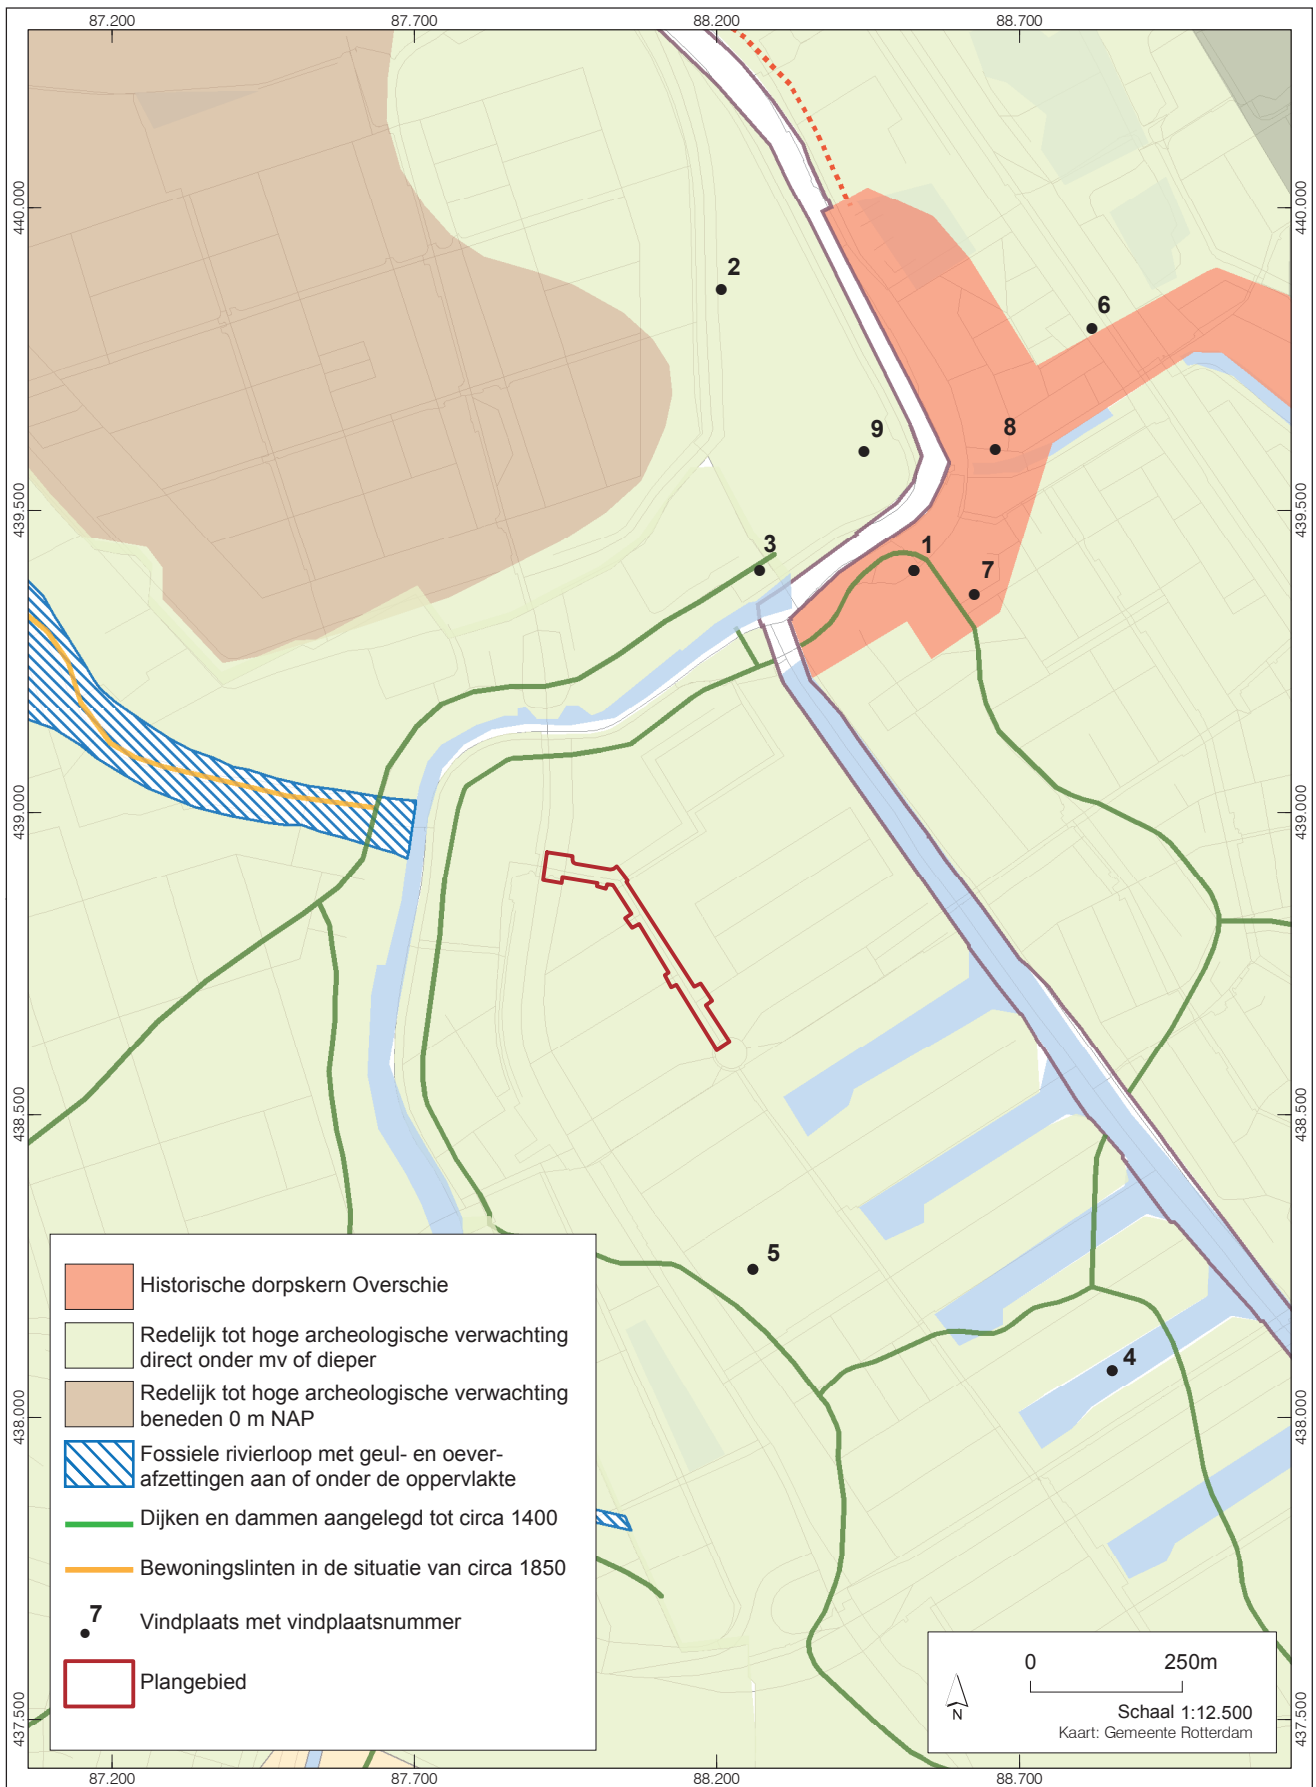 87.200
87.700
88.200
88.700
440.000
440.000
2
6
9
8
439.500
439.500
3
1
7
439.000
439.000
438.500
438.500
5
4
438.000
438.000
Historische dorpskern Overschie
Redelijk tot hoge archeologische verwachting
direct onder mv of dieper
Redelijk tot hoge archeologische verwachting
beneden 0 m NAP
Fossiele rivierloop met geul- en oever-
afzettingen aan of onder de oppervlakte
Dijken en dammen aangelegd tot circa 1400
Bewoningslinten in de situatie van circa 1850
7
Vindplaats met vindplaatsnummer
Plangebied
0
250m
N
Schaal 1:12.500
Kaart: Gemeente Rotterdam
437.500
437.500
87.200
87.700
88.200
88.700